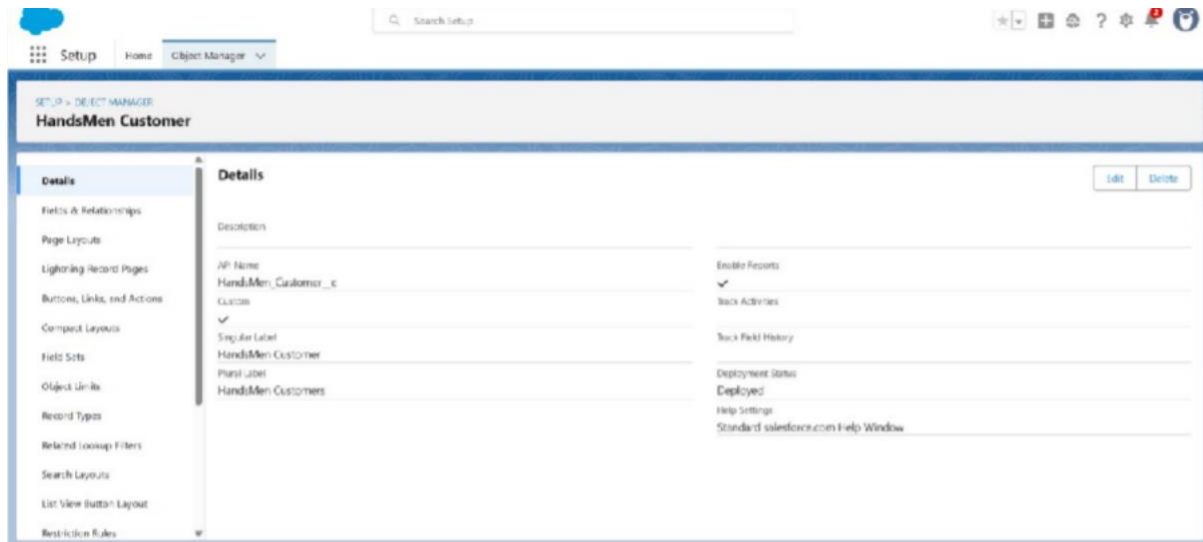 Search Setup
2
Setup Home Object Manager
SETUP > OBJECT MANAGER
HandsMen Customer
Details
Fields & Relationships
Page Layouts
Lightning Record Pages
Buttons, Links, and Actions
Compact Layouts
Field Sets
Object Limits
Record Types
Related Lookup Filters
Search Layouts
List View Button Layout
Restriction Rules
Details
Edit Delete
Description
API Name
HandsMen_Customer__c
Custom
✓
Singular Label
HandsMen Customer
Plural Label
HandsMen Customers
Enable Reports
✓
Track Activities
Track Field History
Deployment Status
Deployed
Help Settings
Standard salesforce.com Help Window